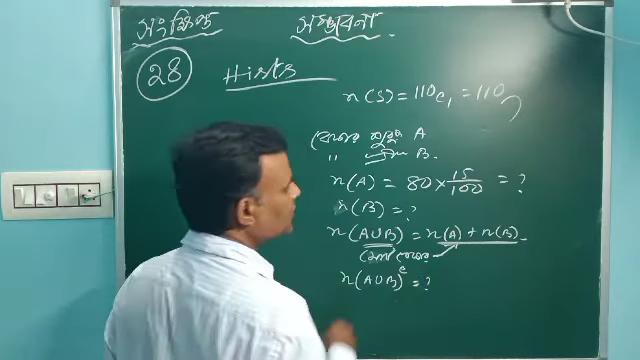 সংক্ষিপ্ত
সম্ভাবনা
28
Hints
n(S) = 110c₁ = 110
বেকার পুরুষ A
" B.
n(A) = 80 × 15/100 = ?
n(B) = ?
n(A∪B) = n(A) + n(B)
মোট বেকার
n(A∪B)ᶜ = ?